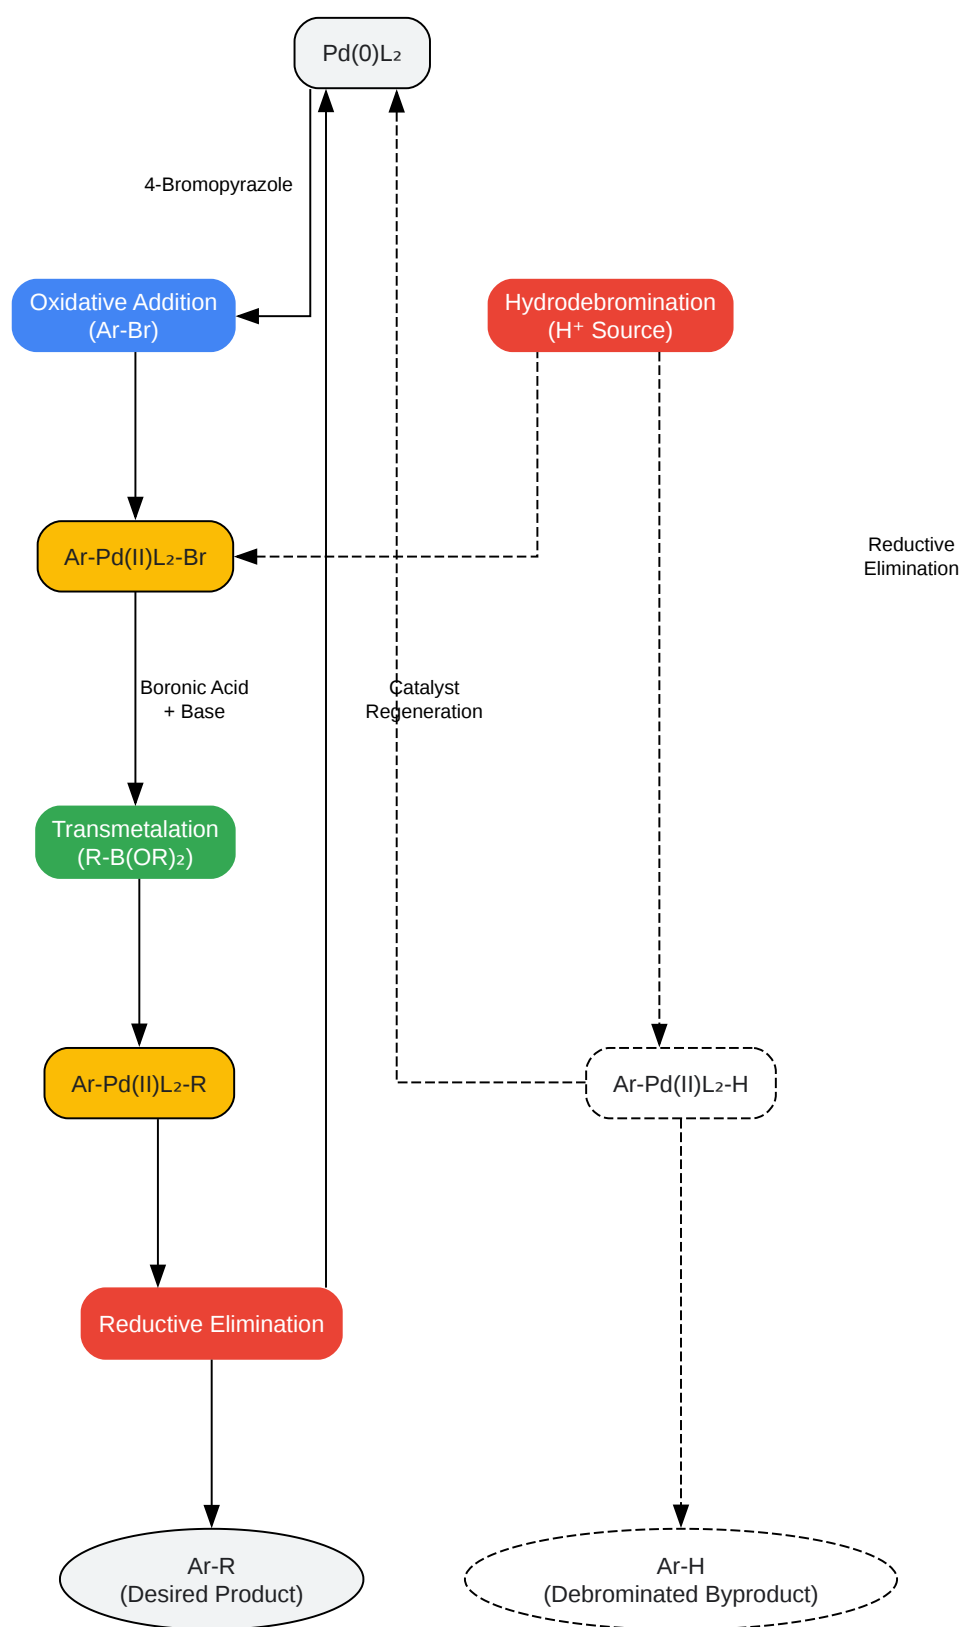 Pd(0)L₂
4-Bromopyrazole
Oxidative Addition
(Ar-Br)
Hydrodebromination
(H⁺ Source)
Ar-Pd(II)L₂-Br
Reductive
Elimination
Boronic Acid
+ Base
Catalyst
Regeneration
Transmetalation
(R-B(OR)₂)
Ar-Pd(II)L₂-R
Ar-Pd(II)L₂-H
Reductive Elimination
Ar-R
(Desired Product)
Ar-H
(Debrominated Byproduct)